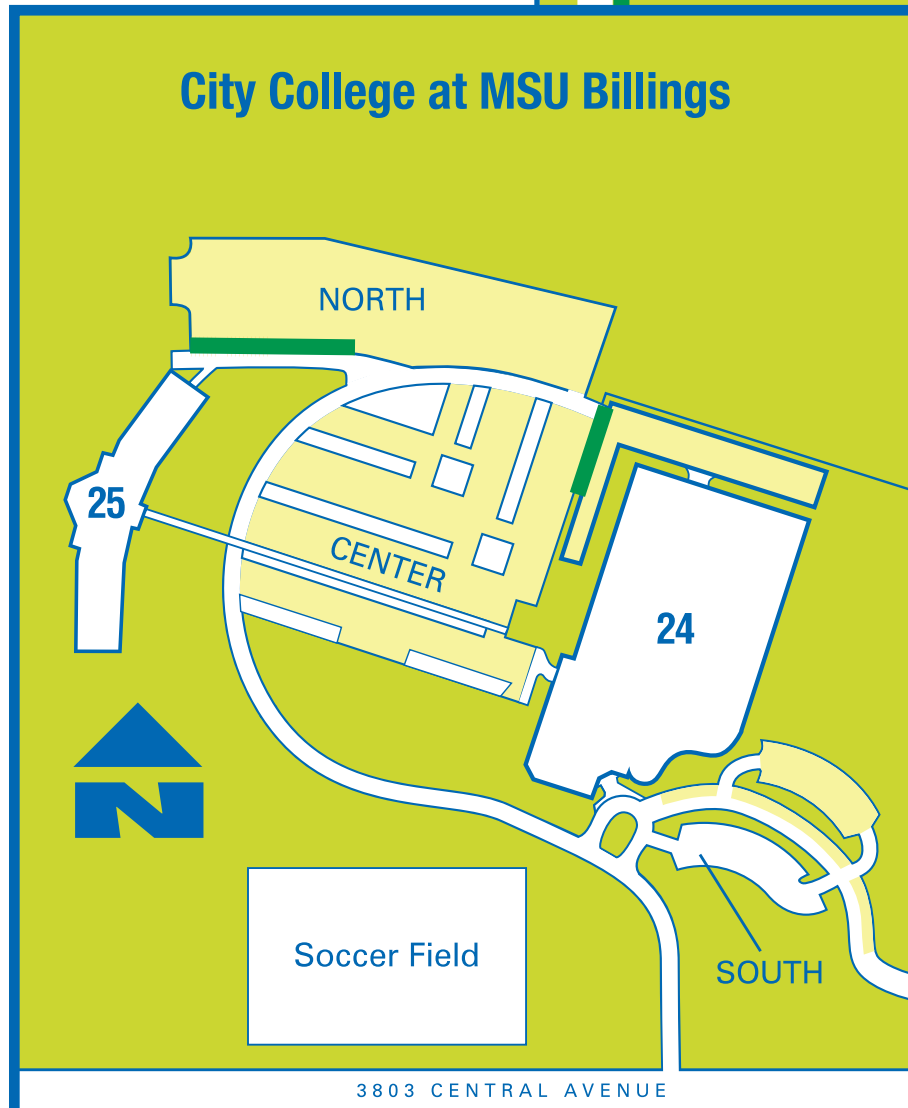 City College at MSU Billings
NORTH
25
CENTER
24
N
Soccer Field
SOUTH
3803 CENTRAL AVENUE